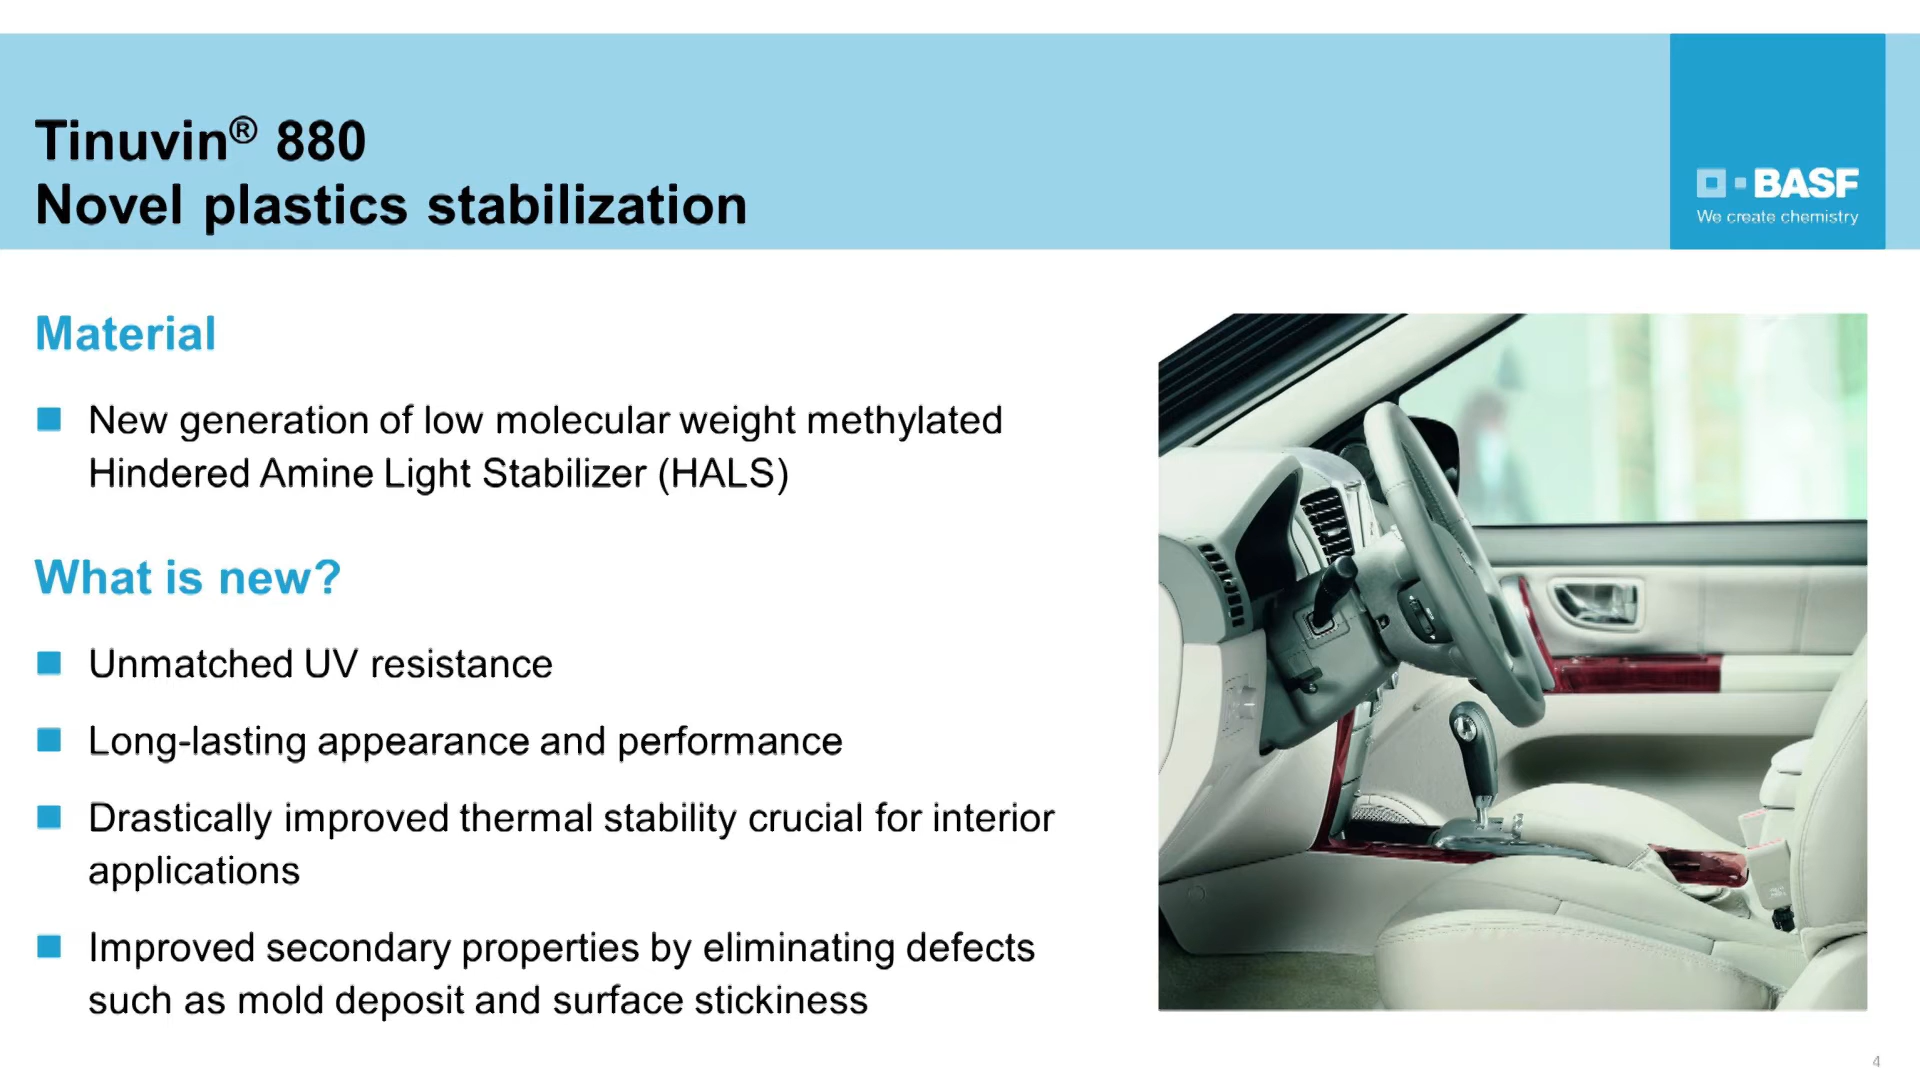 Tinuvin® 880
Novel plastics stabilization
BASF
We create chemistry
Material
New generation of low molecular weight methylated
Hindered Amine Light Stabilizer (HALS)
What is new?
Unmatched UV resistance
Long-lasting appearance and performance
Drastically improved thermal stability crucial for interior
applications
Improved secondary properties by eliminating defects
such as mold deposit and surface stickiness
4